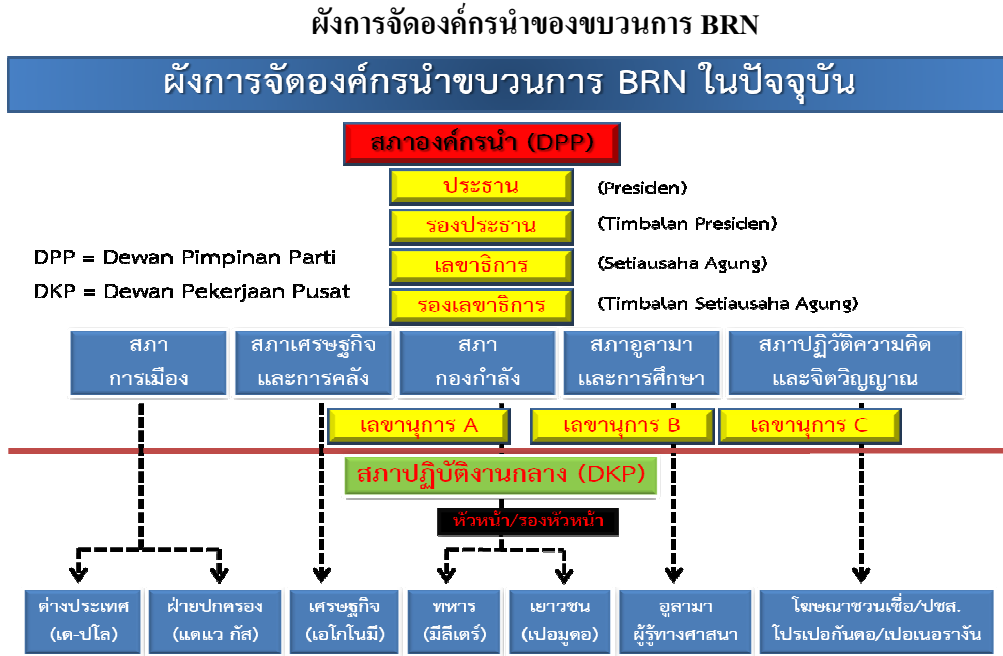 ผังการจัดองค์กรนำของขบวนการ BRN
ผังการจัดองค์กรนำขบวนการ BRN ในปัจจุบัน
สภาองค์กรนำ (DPP)
ประธาน (Presiden)
รองประธาน (Timbalan Presiden)
DPP = Dewan Pimpinan Parti
เลขาธิการ (Setiausaha Agung)
DKP = Dewan Pekerjaan Pusat
รองเลขาธิการ (Timbalan Setiausaha Agung)
สภา
การเมือง
สภาเศรษฐกิจ
และการคลัง
สภา
กองกำลัง
สภาอูลามา
และการศึกษา
สภาปฏิวัติความคิด
และจิตวิญญาณ
เลขานุการ A
เลขานุการ B
เลขานุการ C
สภาปฏิบัติงานกลาง (DKP)
หัวหน้า/รองหัวหน้า
ต่างประเทศ
(เด-ปโล)
ฝ่ายปกครอง
(แดแว กัส)
เศรษฐกิจ
(เอโกโนมี)
ทหาร
(มีลีเตร์)
เยาวชน
(เปอมูดอ)
อูลามา
ผู้รู้ทางศาสนา
โฆษณาชวนเชื่อ/ปชส.
โปรเปอกันดอ/เปอเนอรางัน